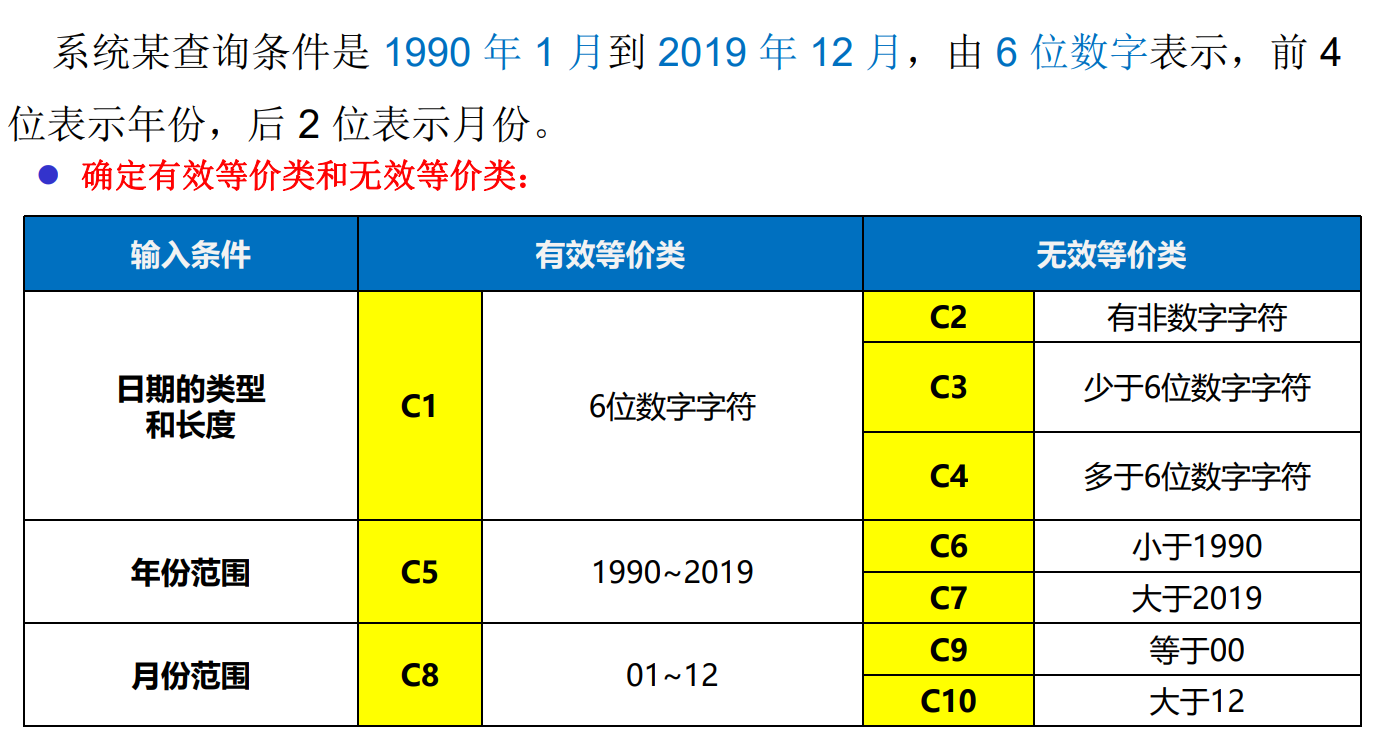 系统某查询条件是 1990 年 1 月到 2019 年 12 月，由 6 位数字表示，前 4
位表示年份，后 2 位表示月份。
● 确定有效等价类和无效等价类：
输入条件 有效等价类 无效等价类
日期的类型
和长度
C1 6位数字字符
C2 有非数字字符
C3 少于6位数字字符
C4 多于6位数字字符
年份范围 C5 1990~2019
C6 小于1990
C7 大于2019
月份范围 C8 01~12
C9 等于00
C10 大于12